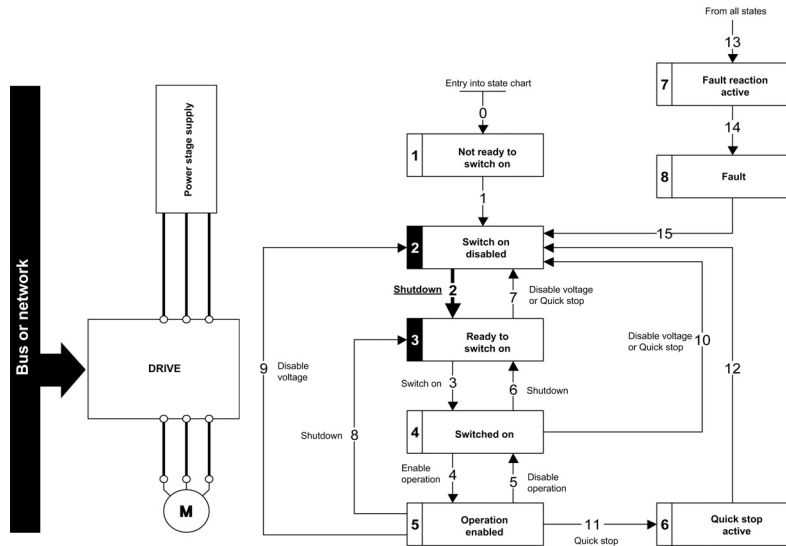 Bus or network
Power stage supply
DRIVE
M
From all states
13
7
Fault reaction
active
14
8
Fault
15
Entry into state chart
0
1
Not ready to
switch on
1
2
Switch on
disabled
Shutdown
2
7
Disable voltage
or Quick stop
3
Ready to
switch on
Switch on
3
6
Shutdown
4
Switched on
Enable
operation
4
5
Disable
operation
5
Operation
enabled
11
Quick stop
6
Quick stop
active
9
Disable
voltage
Shutdown
8
Disable voltage
or Quick stop
10
12